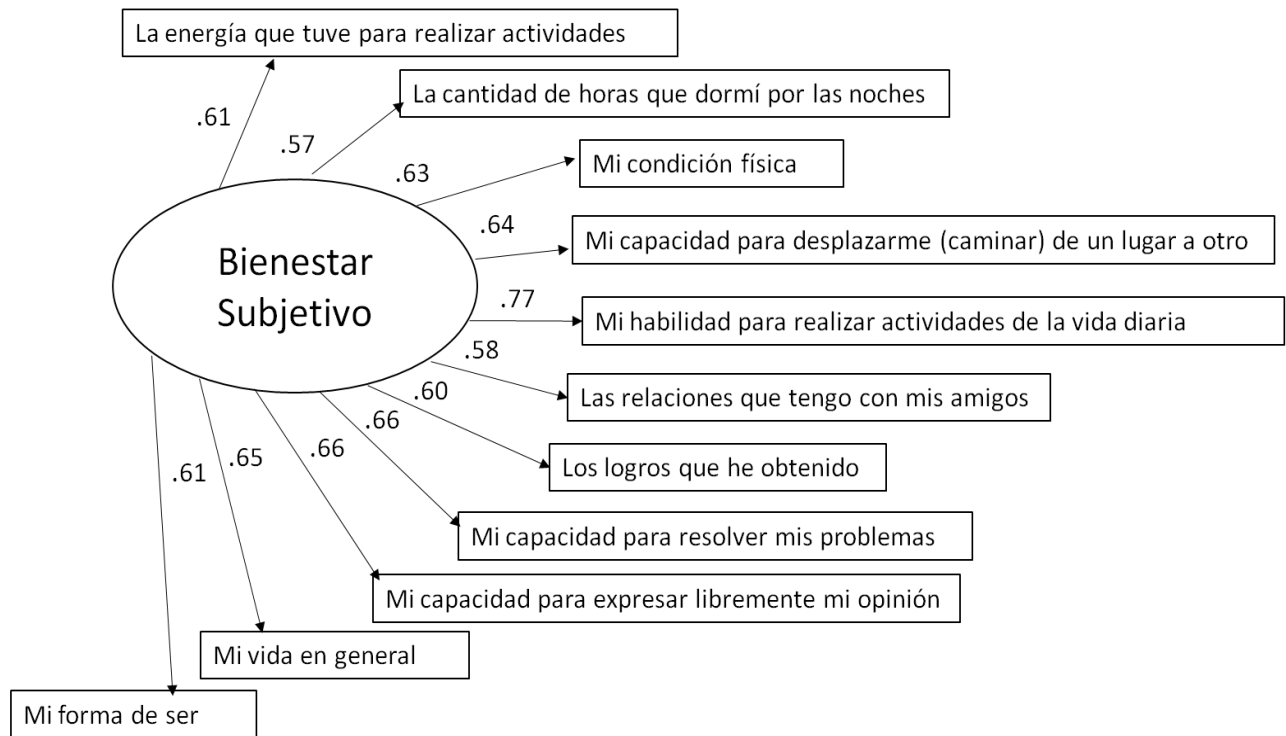 La energía que tuve para realizar actividades
La cantidad de horas que dormí por las noches
.61
.57
Mi condición física
.63
.64
Mi capacidad para desplazarme (caminar) de un lugar a otro
Bienestar
Subjetivo
.77
Mi habilidad para realizar actividades de la vida diaria
.58
Las relaciones que tengo con mis amigos
.60
.66
.66
.65
.61
Los logros que he obtenido
Mi capacidad para resolver mis problemas
Mi capacidad para expresar libremente mi opinión
Mi vida en general
Mi forma de ser